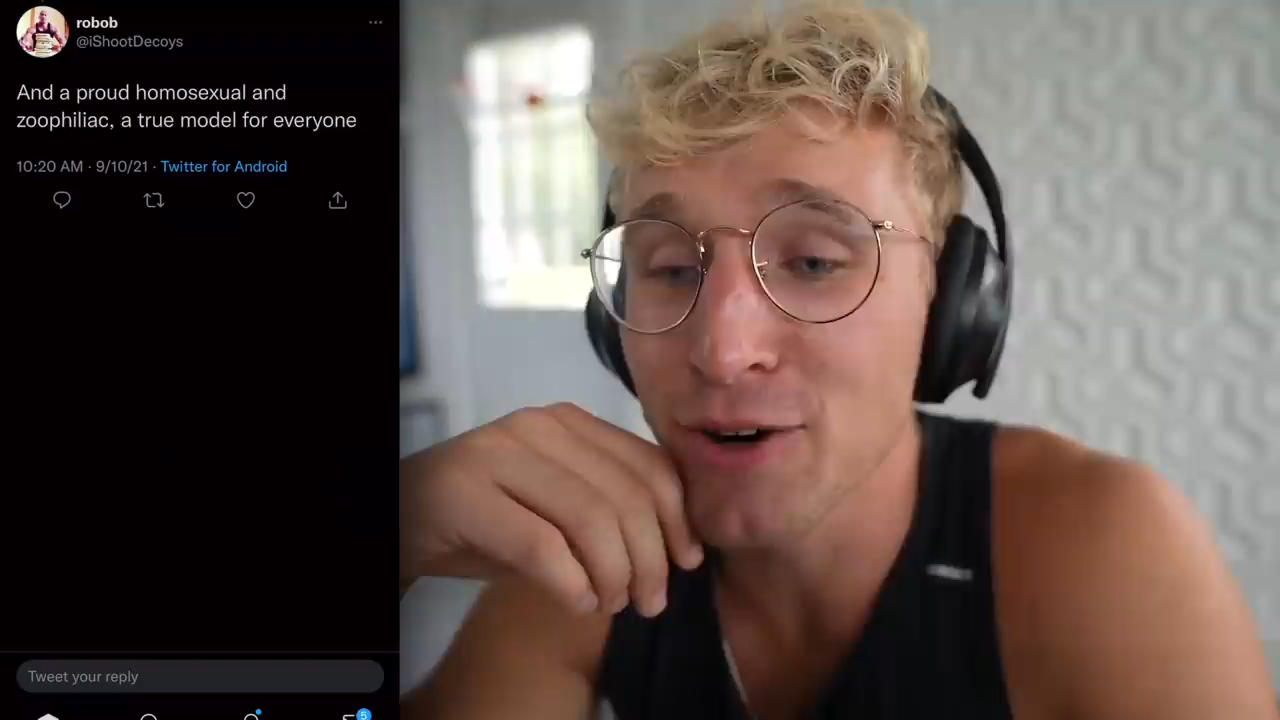 robob
@iShootDecoys
And a proud homosexual and
zoophiliac, a true model for everyone
10:20 AM · 9/10/21 · Twitter for Android
Tweet your reply
5